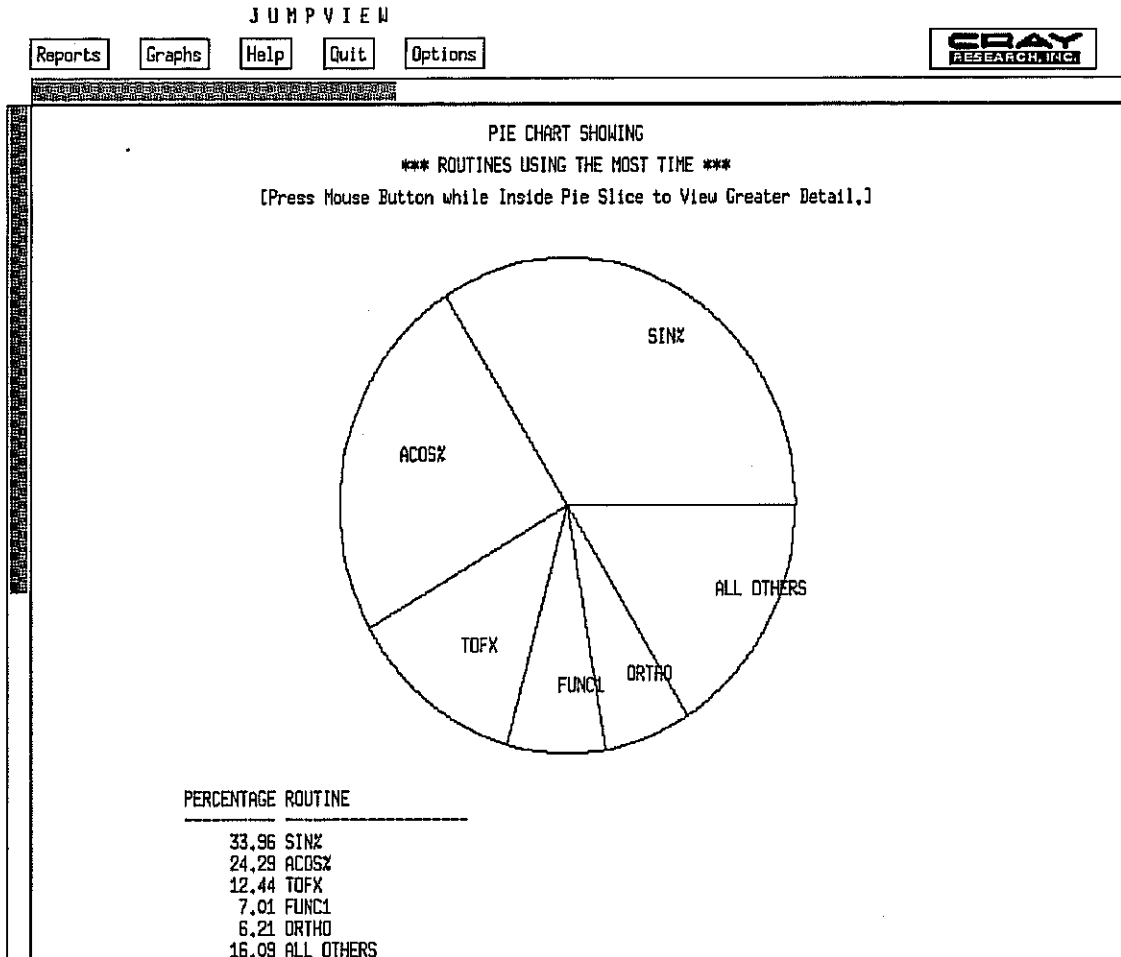 JUMPVIEW
Reports Graphs Help Quit Options
CRAY
RESEARCH, INC.
PIE CHART SHOWING
*** ROUTINES USING THE MOST TIME ***
[Press Mouse Button while Inside Pie Slice to View Greater Detail.]
SIN%
ACOS%
ALL OTHERS
TOFX
ORTHO
FUNC1
PERCENTAGE ROUTINE
33.96 SIN%
24.29 ACOS%
12.44 TOFX
7.01 FUNC1
6.21 ORTHO
16.09 ALL OTHERS